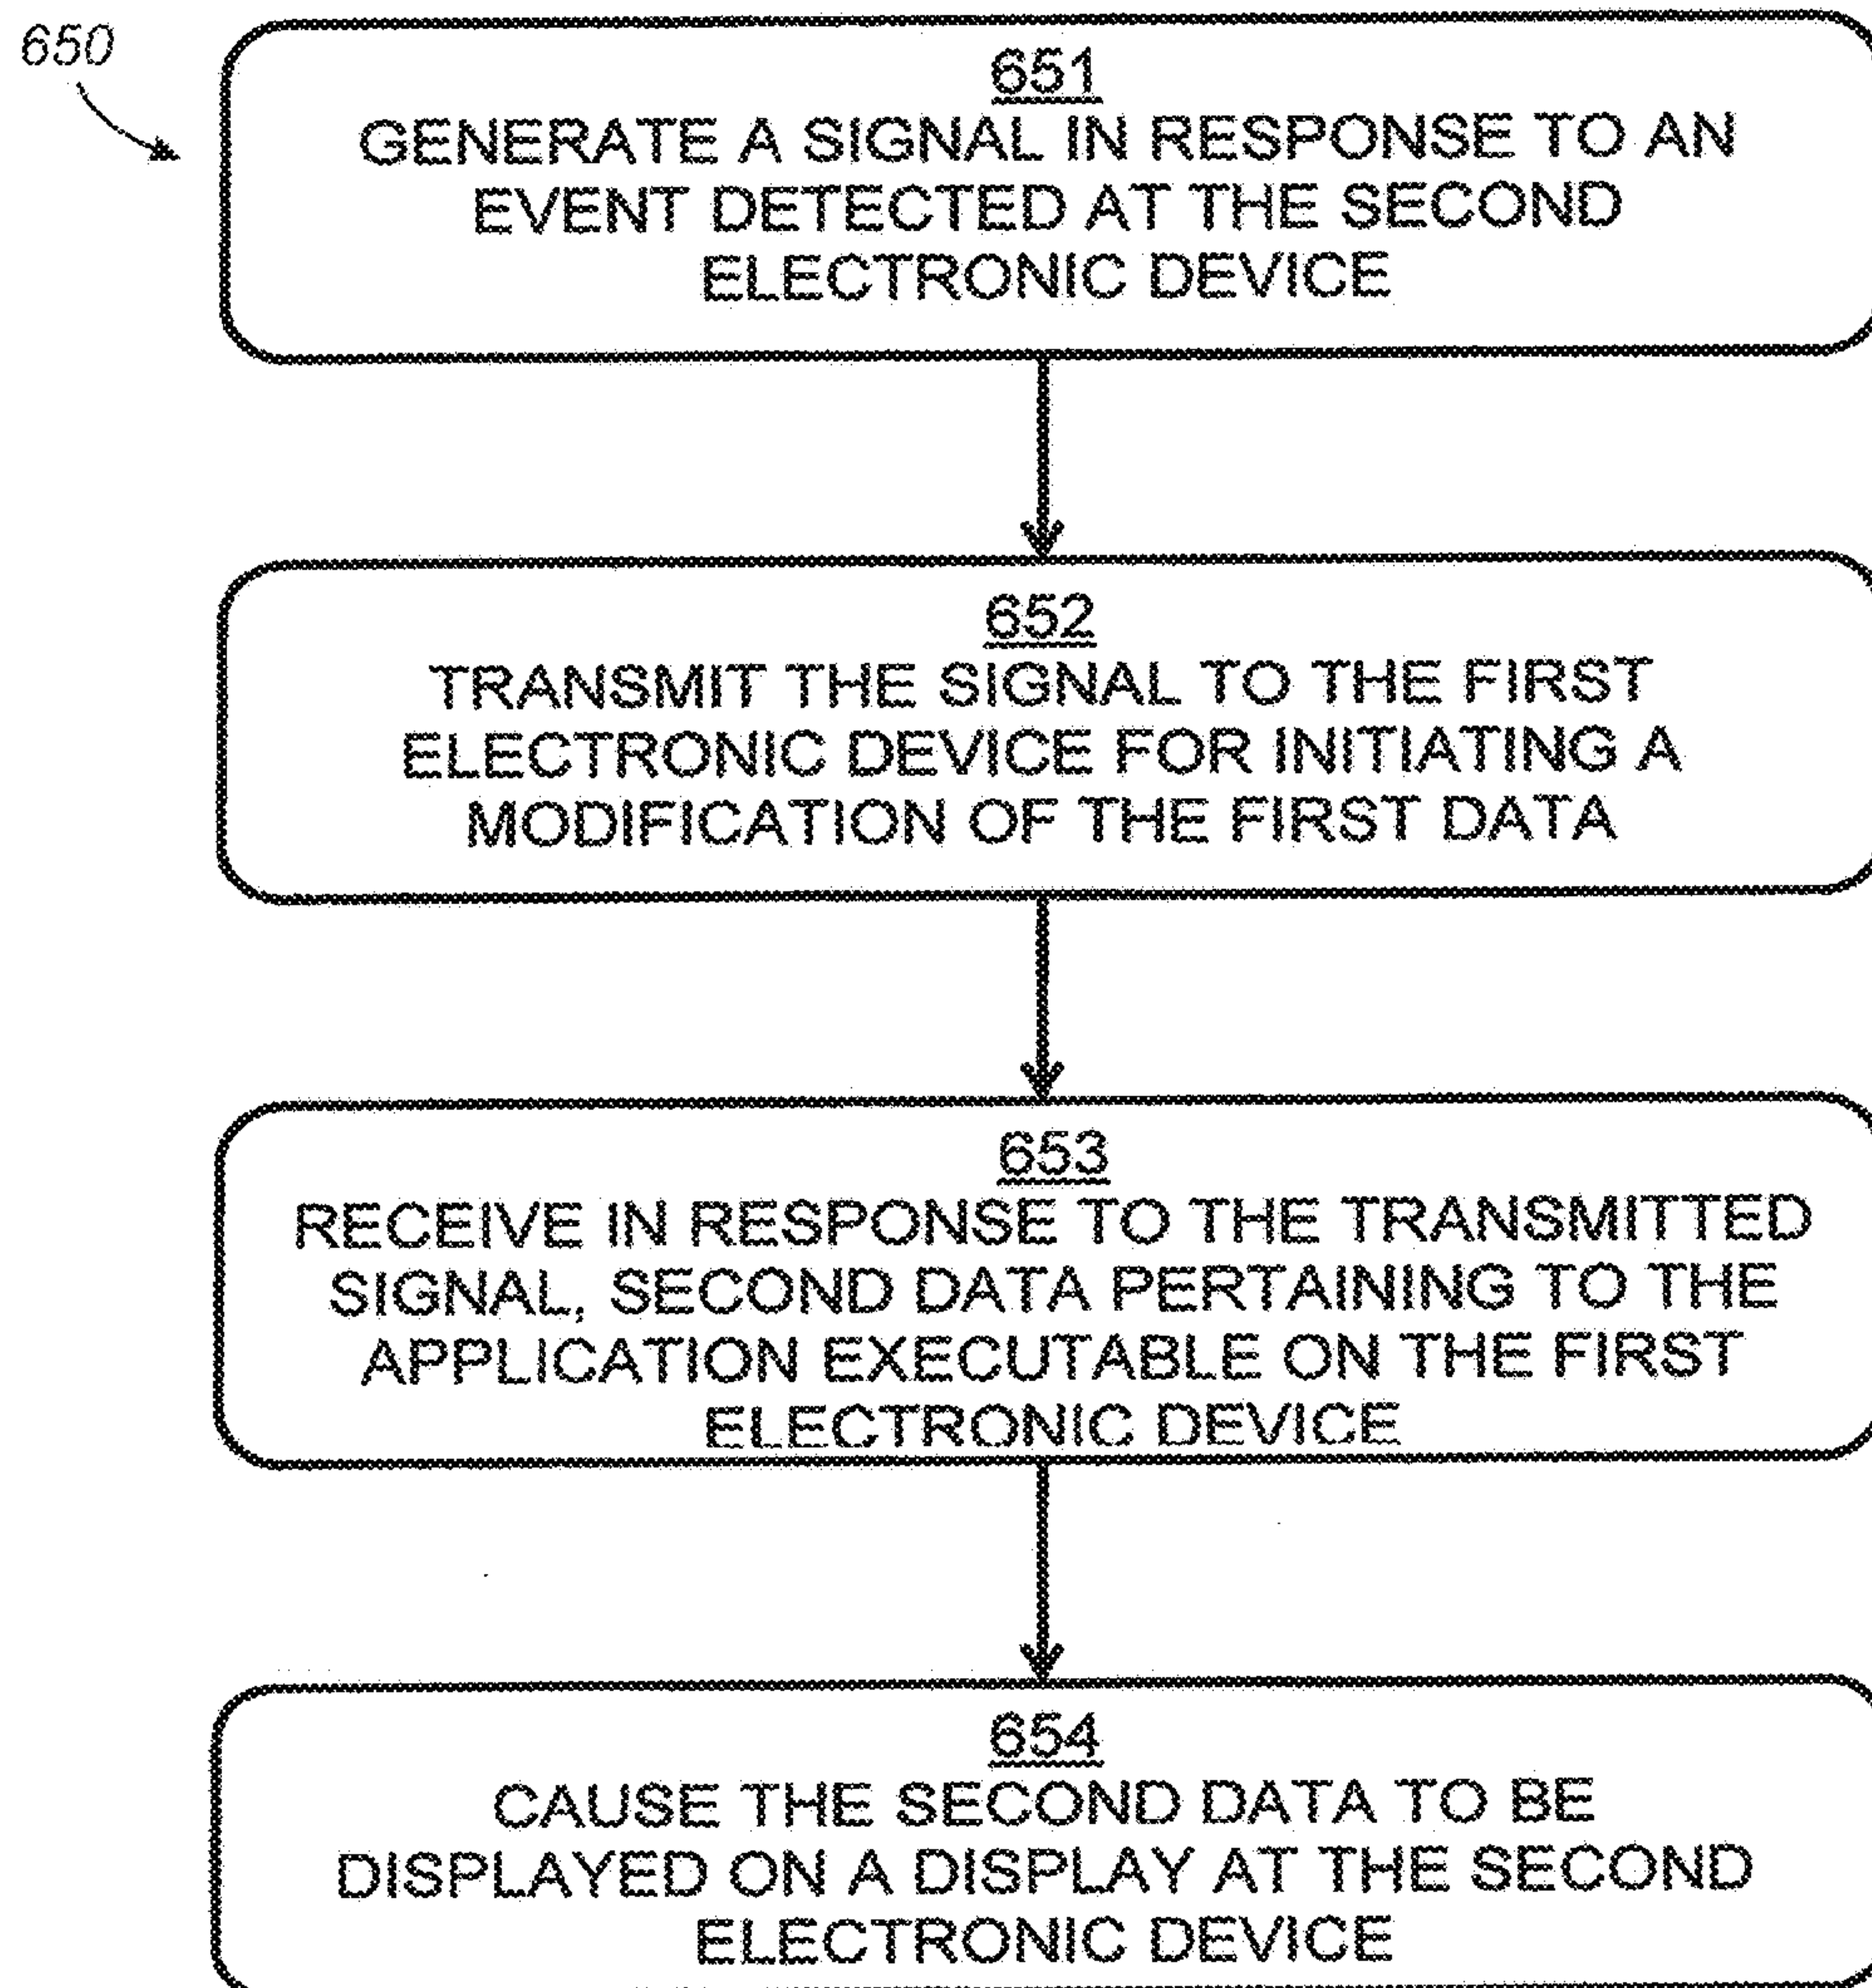 650
651
GENERATE A SIGNAL IN RESPONSE TO AN
EVENT DETECTED AT THE SECOND
ELECTRONIC DEVICE
652
TRANSMIT THE SIGNAL TO THE FIRST
ELECTRONIC DEVICE FOR INITIATING A
MODIFICATION OF THE FIRST DATA
653
RECEIVE IN RESPONSE TO THE TRANSMITTED
SIGNAL, SECOND DATA PERTAINING TO THE
APPLICATION EXECUTABLE ON THE FIRST
ELECTRONIC DEVICE
654
CAUSE THE SECOND DATA TO BE
DISPLAYED ON A DISPLAY AT THE SECOND
ELECTRONIC DEVICE